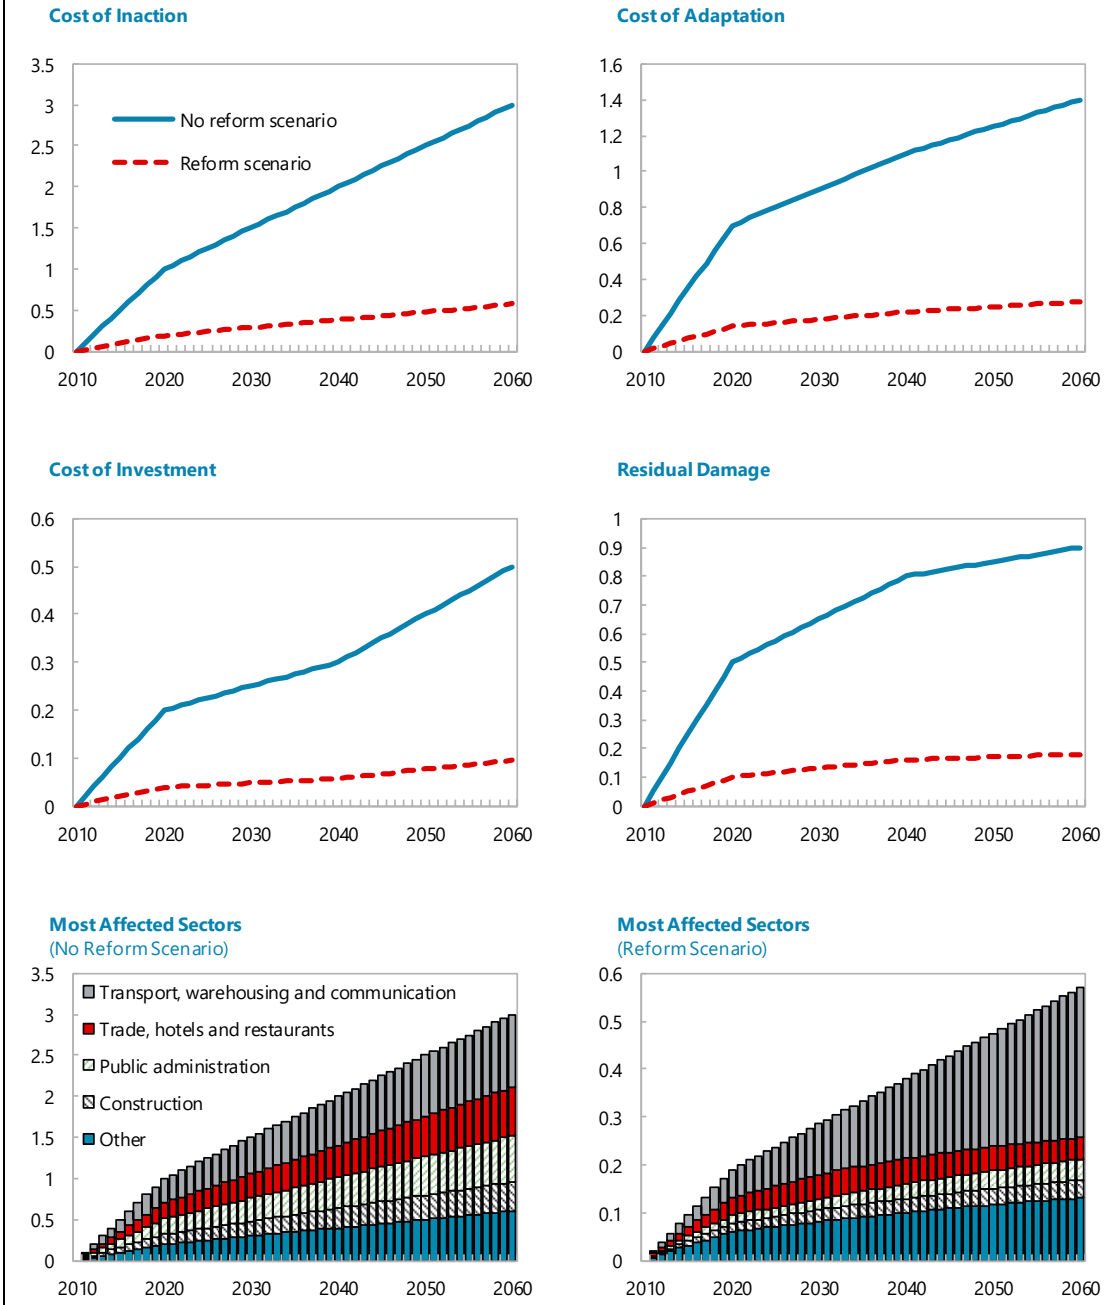 Cost of Inaction
3.5
3
2.5
2
1.5
1
0.5
0
No reform scenario
Reform scenario
2010 2020 2030 2040 2050 2060
Cost of Adaptation
1.6
1.4
1.2
1
0.8
0.6
0.4
0.2
0
2010 2020 2030 2040 2050 2060
Cost of Investment
0.6
0.5
0.4
0.3
0.2
0.1
0
2010 2020 2030 2040 2050 2060
Residual Damage
1
0.9
0.8
0.7
0.6
0.5
0.4
0.3
0.2
0.1
0
2010 2020 2030 2040 2050 2060
Most Affected Sectors
(No Reform Scenario)
3.5
3
2.5
2
1.5
1
0.5
0
Transport, warehousing and communication
Trade, hotels and restaurants
Public administration
Construction
Other
2010 2020 2030 2040 2050 2060
Most Affected Sectors
(Reform Scenario)
0.6
0.5
0.4
0.3
0.2
0.1
0
2010 2020 2030 2040 2050 2060